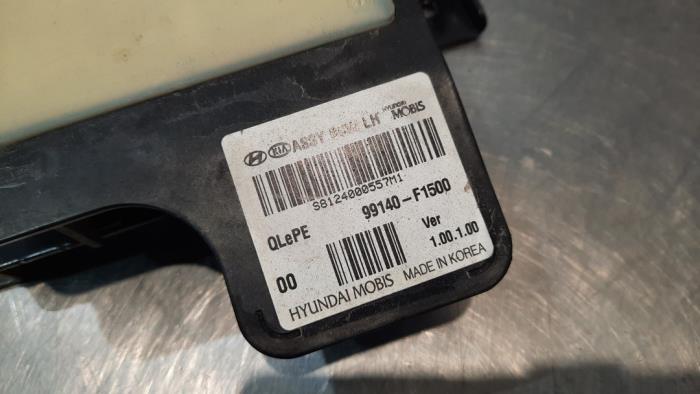 KIA ASSY LH HYUNDAI MOBIS
S8124000557M1
99140-F1500
QLePE
Ver
00 1.00.1.00
HYUNDAI MOBIS MADE IN KOREA